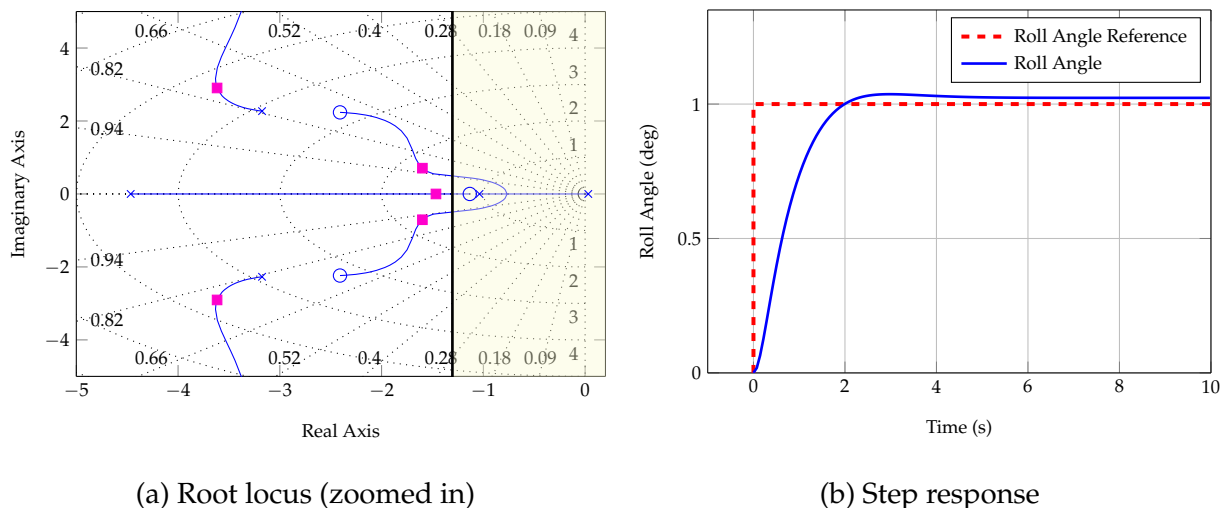 0.66 0.52 0.4 0.28 0.18 0.09
4
0.82
3
2 2
0.94
1
0 0
1
0.94
−2 2
0.82 3
−4 4
0.66 0.52 0.4 0.28 0.18 0.09
−5 −4 −3 −2 −1 0
Real Axis
Imaginary Axis
4
(a) Root locus (zoomed in)
Roll Angle Reference
Roll Angle
1
0.5
0
0 2 4 6 8 10
Time (s)
Roll Angle (deg)
(b) Step response